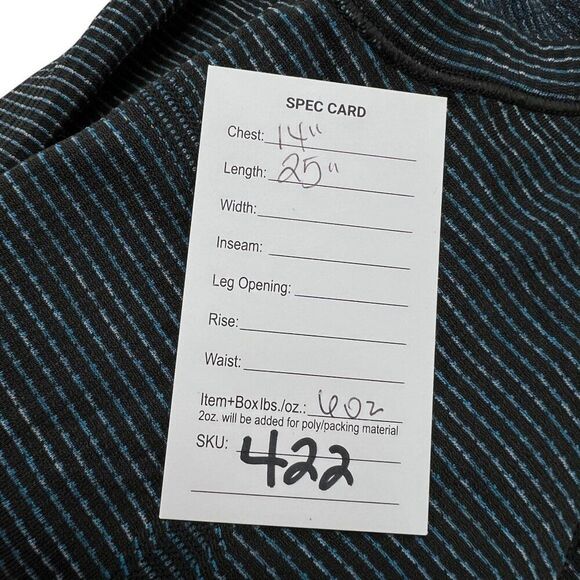 SPEC CARD
Chest: 14"
Length: 25"
Width:
Inseam:
Leg Opening:
Rise:
Waist:
Item+Box lbs./oz.: 6oz
2oz. will be added for poly/packing material
SKU: 422